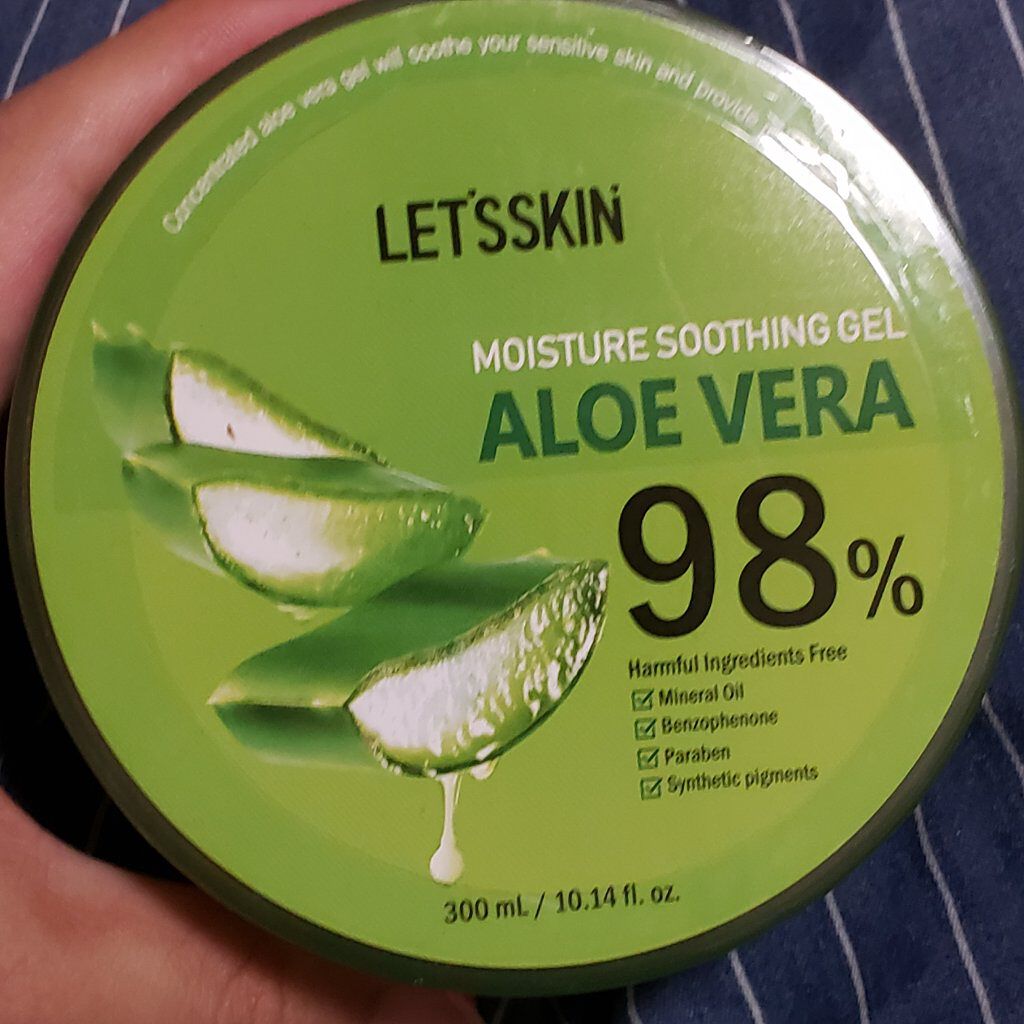 Concentrated aloe vera gel will soothe your sensitive skin and provide
LET'SSKIN
MOISTURE SOOTHING GEL
ALOE VERA
98%
Harmful Ingredients Free
Mineral Oil
Benzophenone
Paraben
Synthetic pigments
300 mL / 10.14 fl. oz.